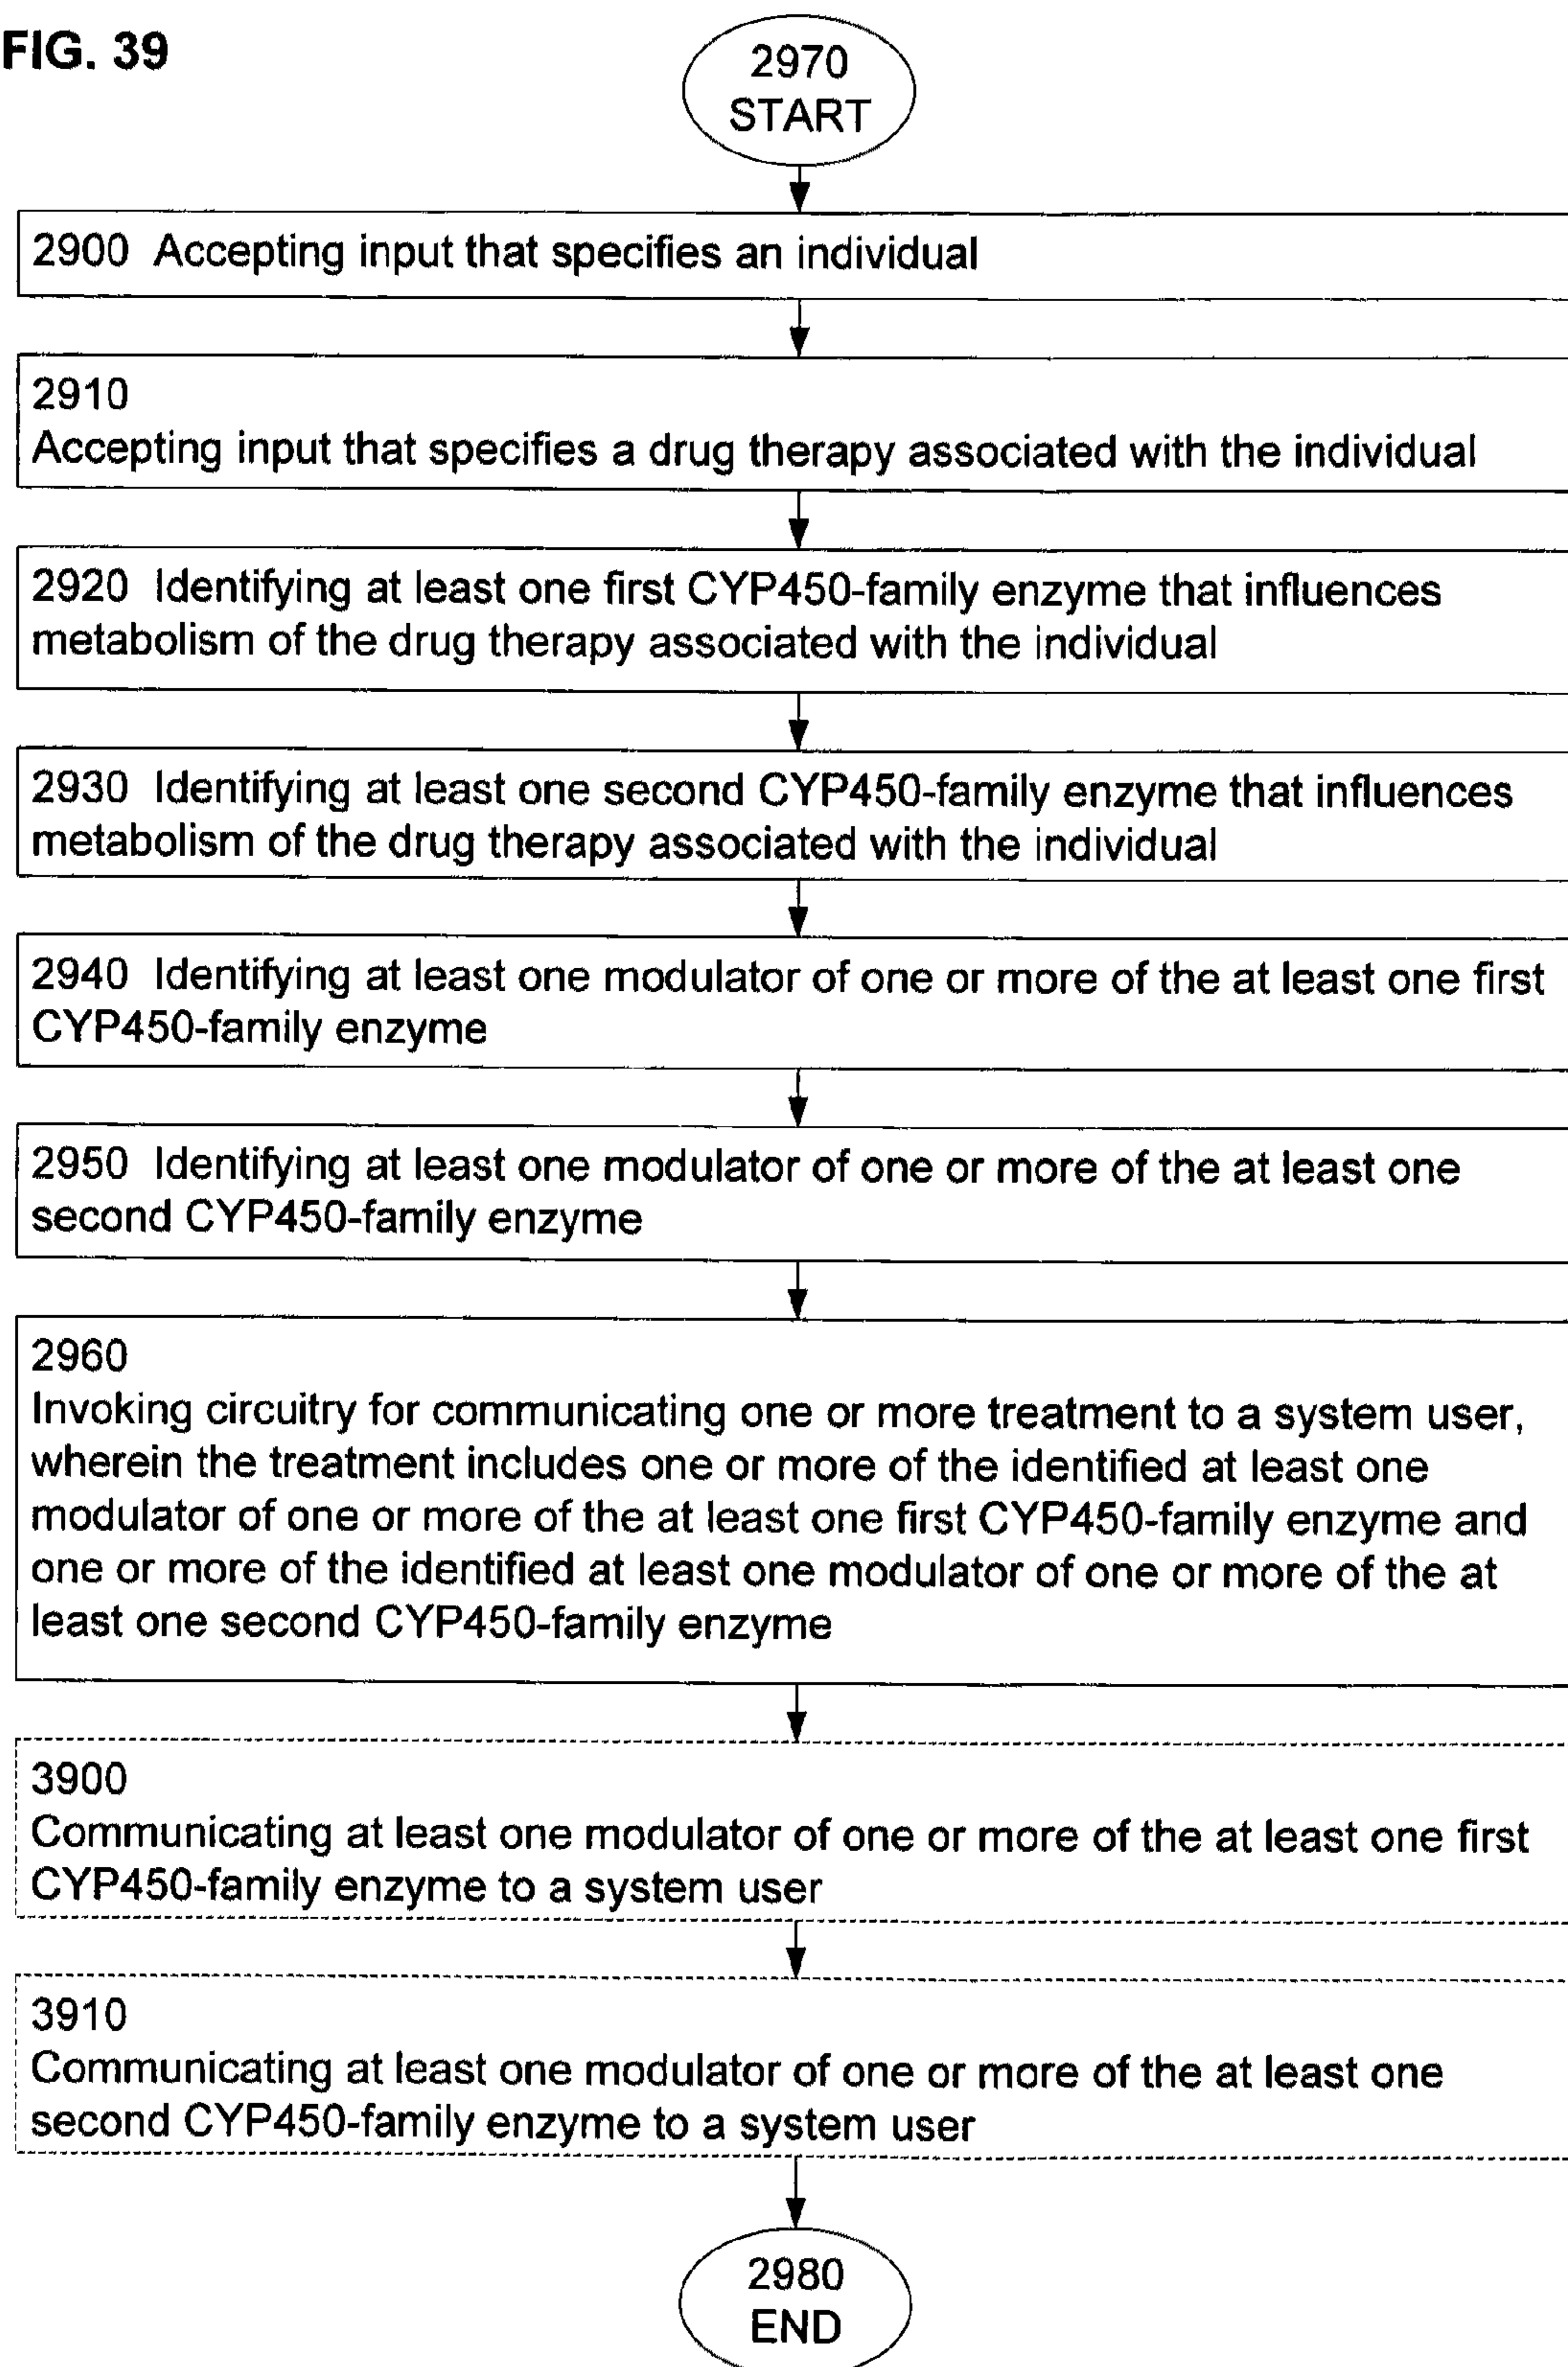 FIG. 39
2970
START
2900 Accepting input that specifies an individual
2910
Accepting input that specifies a drug therapy associated with the individual
2920 Identifying at least one first CYP450-family enzyme that influences
metabolism of the drug therapy associated with the individual
2930 Identifying at least one second CYP450-family enzyme that influences
metabolism of the drug therapy associated with the individual
2940 Identifying at least one modulator of one or more of the at least one first
CYP450-family enzyme
2950 Identifying at least one modulator of one or more of the at least one
second CYP450-family enzyme
2960
Invoking circuitry for communicating one or more treatment to a system user,
wherein the treatment includes one or more of the identified at least one
modulator of one or more of the at least one first CYP450-family enzyme and
one or more of the identified at least one modulator of one or more of the at
least one second CYP450-family enzyme
3900
Communicating at least one modulator of one or more of the at least one first
CYP450-family enzyme to a system user
3910
Communicating at least one modulator of one or more of the at least one
second CYP450-family enzyme to a system user
2980
END